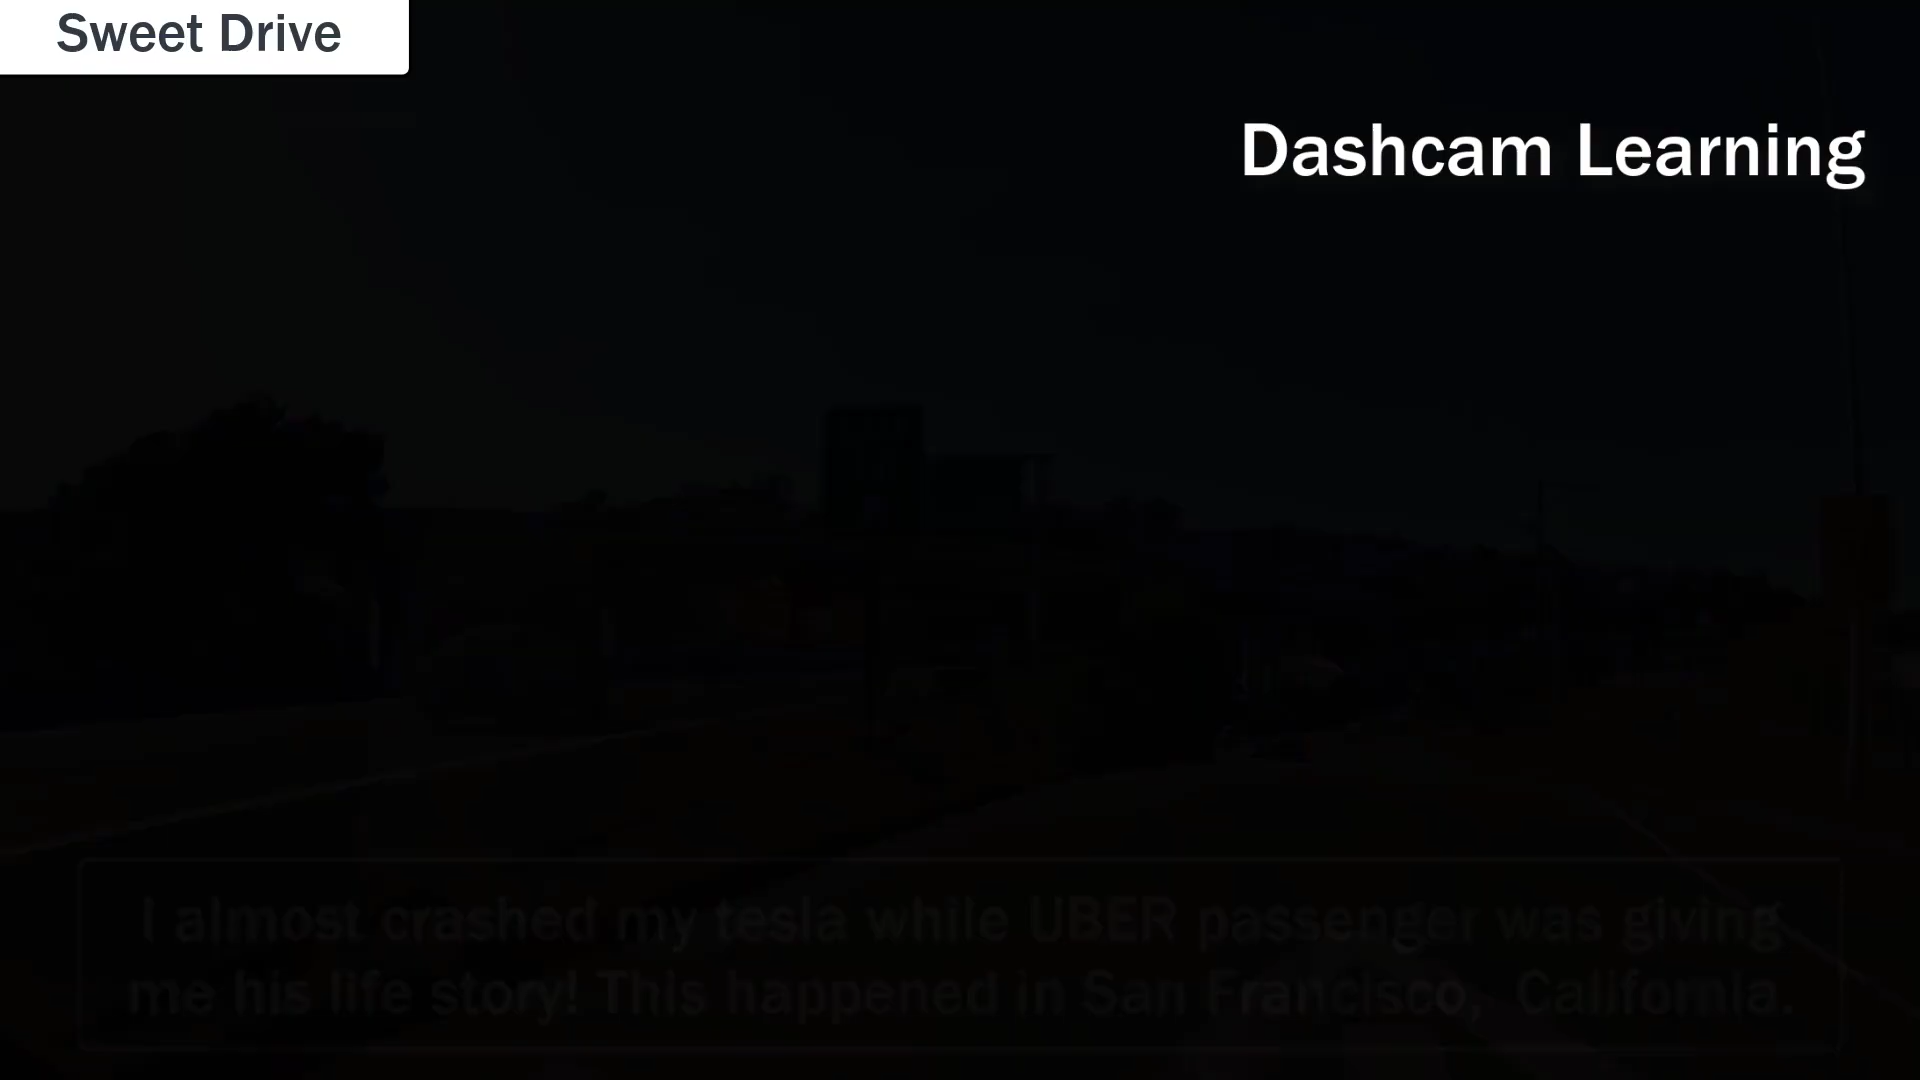 Sweet Drive
Dashcam Learning
I almost crashed my tesla while UBER passenger was giving
me his life story! This happened in San Francisco, California.